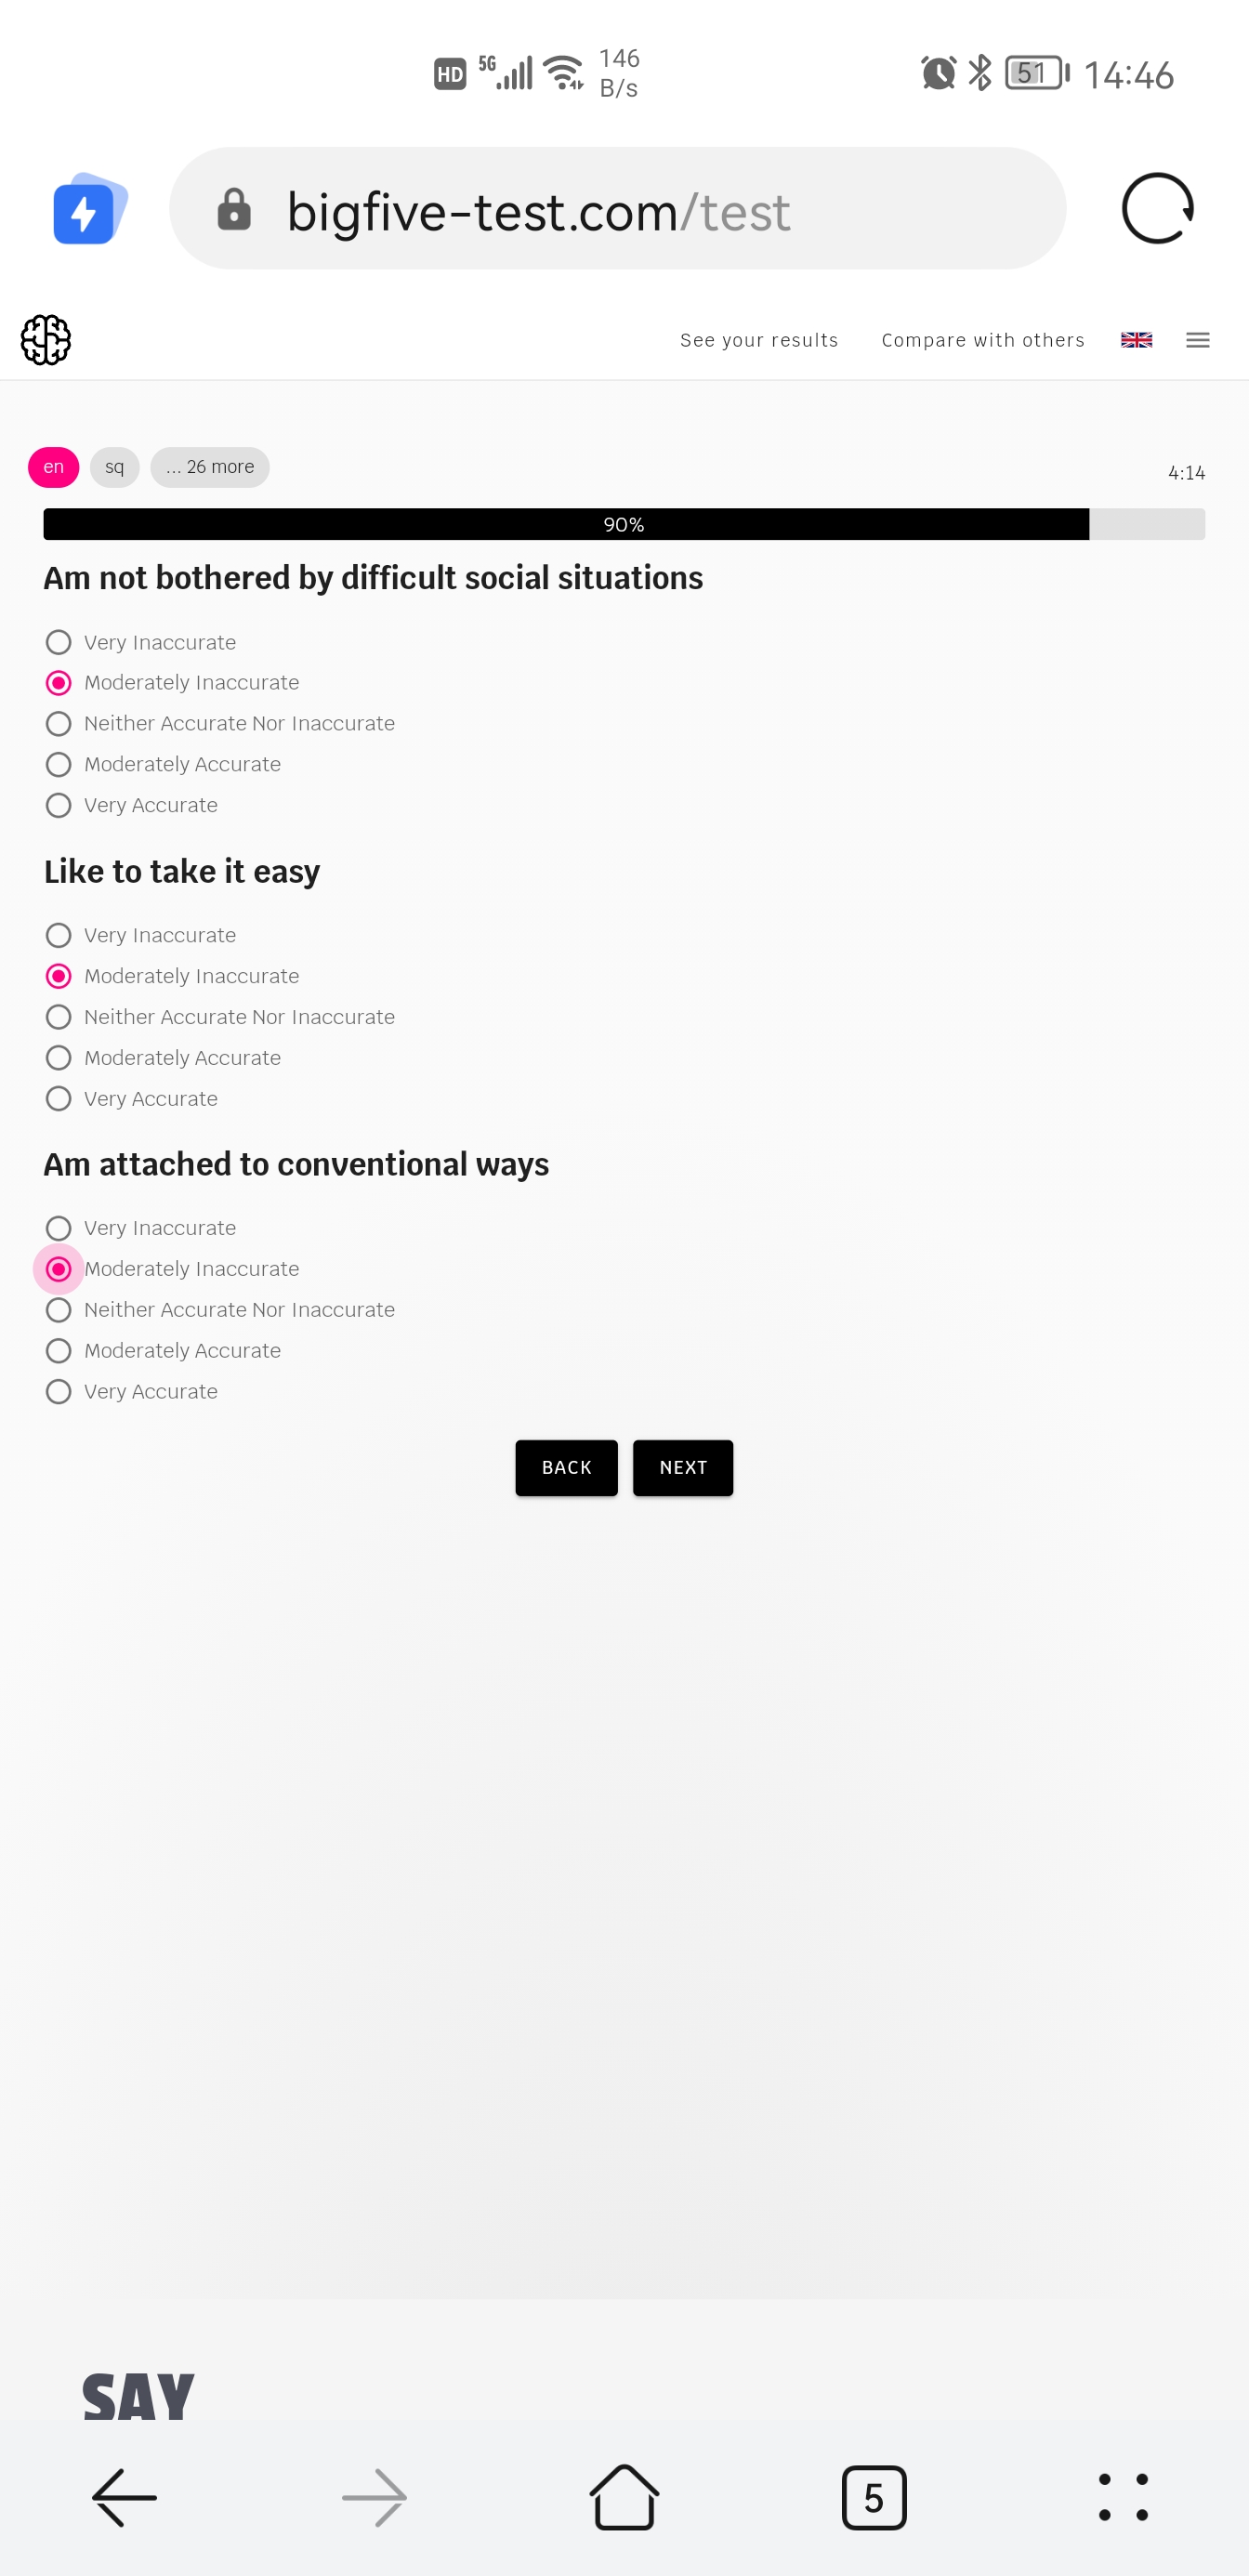 HD 5G 146 B/s 51 14:46
bigfive-test.com/test
See your results Compare with others
en sq ... 26 more 4:14
90%
Am not bothered by difficult social situations
Very Inaccurate
Moderately Inaccurate
Neither Accurate Nor Inaccurate
Moderately Accurate
Very Accurate
Like to take it easy
Very Inaccurate
Moderately Inaccurate
Neither Accurate Nor Inaccurate
Moderately Accurate
Very Accurate
Am attached to conventional ways
Very Inaccurate
Moderately Inaccurate
Neither Accurate Nor Inaccurate
Moderately Accurate
Very Accurate
BACK NEXT
SAY
5